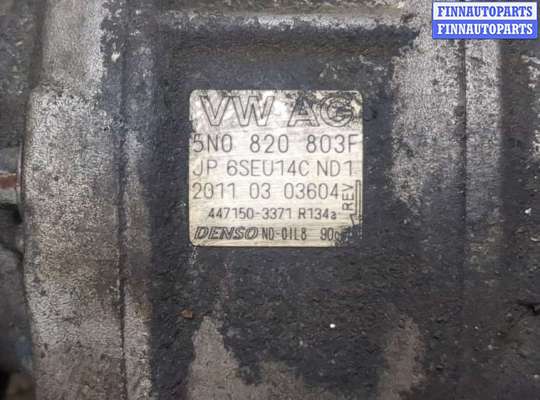 FINNAUTOPARTS
FINNAUTOPARTS
VW AG
5N0 820 803F
JP 6SEU14C ND1
2011 03 03604
REV
447150-3371 R134a
DENSO ND-OIL8 90c